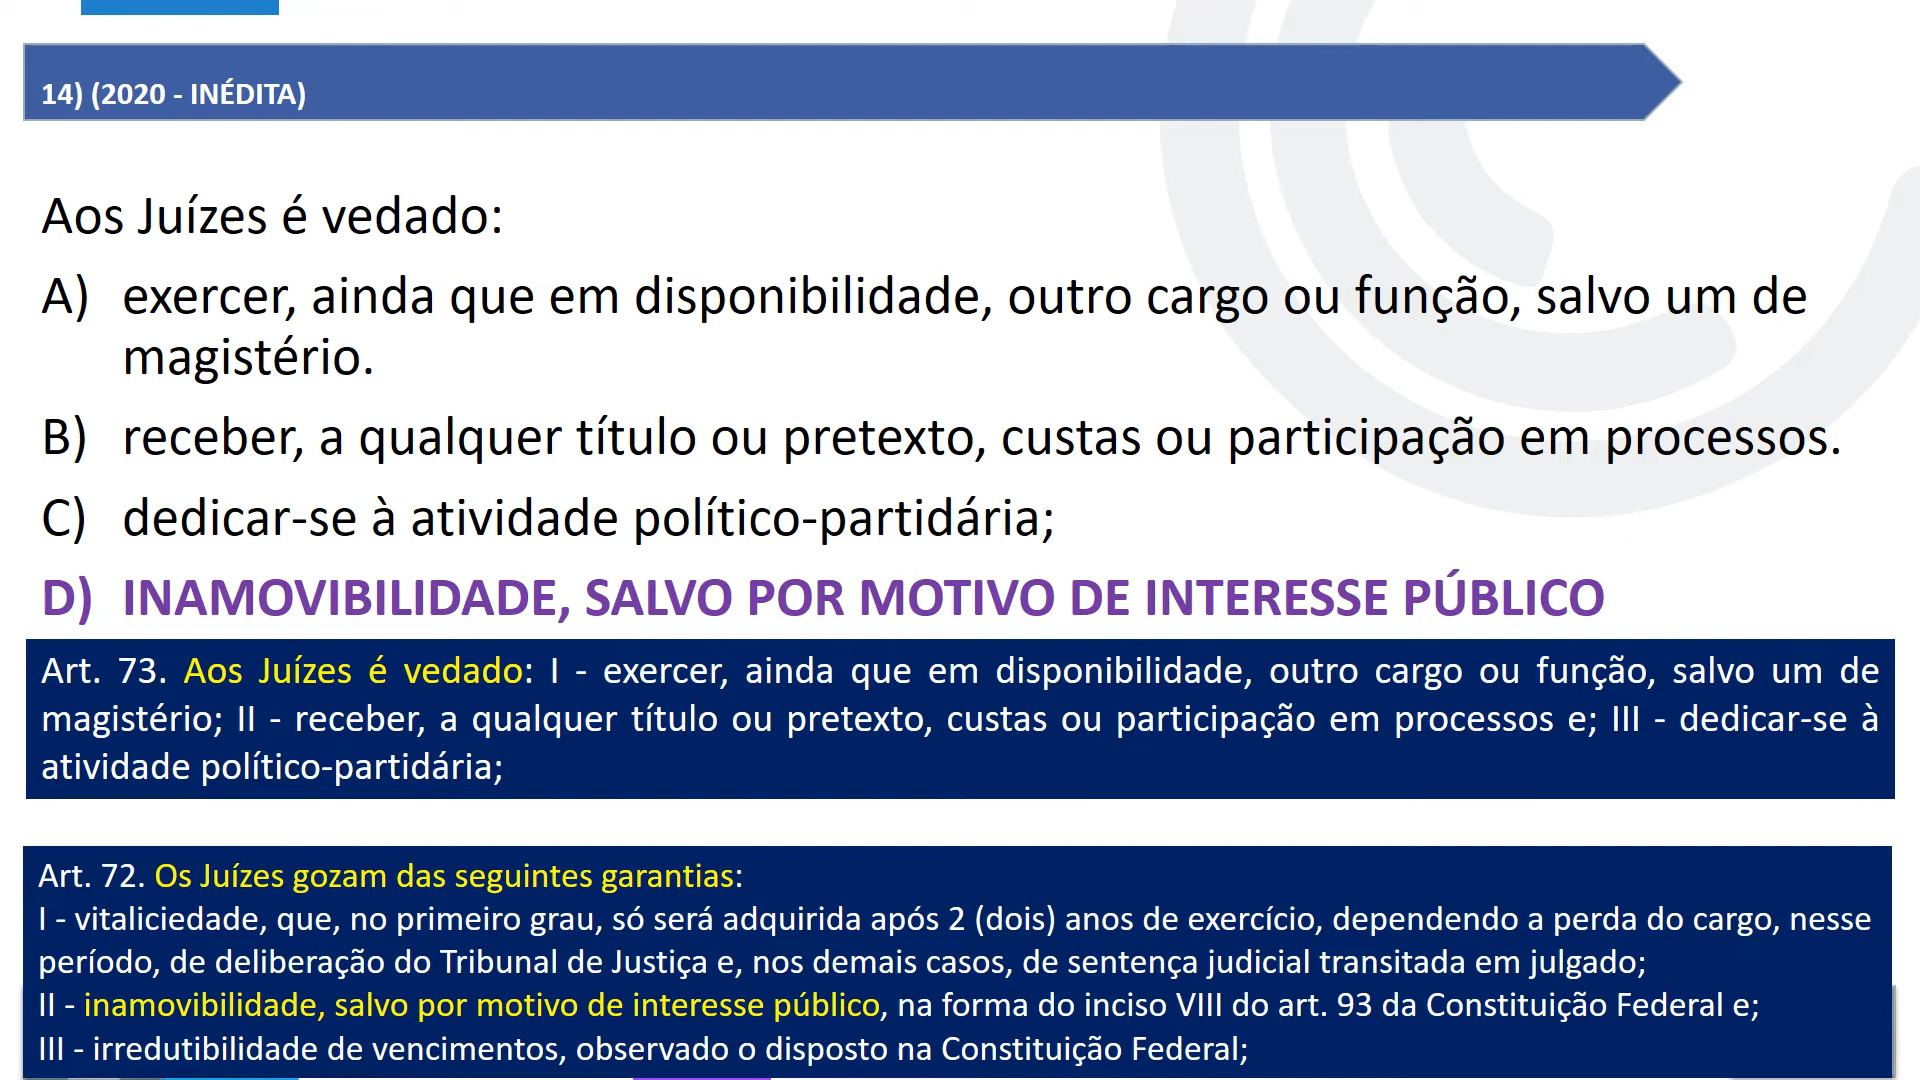 14) (2020 - INÉDITA)
Aos Juízes é vedado:
A) exercer, ainda que em disponibilidade, outro cargo ou função, salvo um de
magistério.
B) receber, a qualquer título ou pretexto, custas ou participação em processos.
C) dedicar-se à atividade político-partidária;
D) INAMOVIBILIDADE, SALVO POR MOTIVO DE INTERESSE PÚBLICO
Art. 73. Aos Juízes é vedado: I - exercer, ainda que em disponibilidade, outro cargo ou função, salvo um de
magistério; II - receber, a qualquer título ou pretexto, custas ou participação em processos e; III - dedicar-se à
atividade político-partidária;
Art. 72. Os Juízes gozam das seguintes garantias:
I - vitaliciedade, que, no primeiro grau, só será adquirida após 2 (dois) anos de exercício, dependendo a perda do cargo, nesse
período, de deliberação do Tribunal de Justiça e, nos demais casos, de sentença judicial transitada em julgado;
II - inamovibilidade, salvo por motivo de interesse público, na forma do inciso VIII do art. 93 da Constituição Federal e;
III - irredutibilidade de vencimentos, observado o disposto na Constituição Federal;